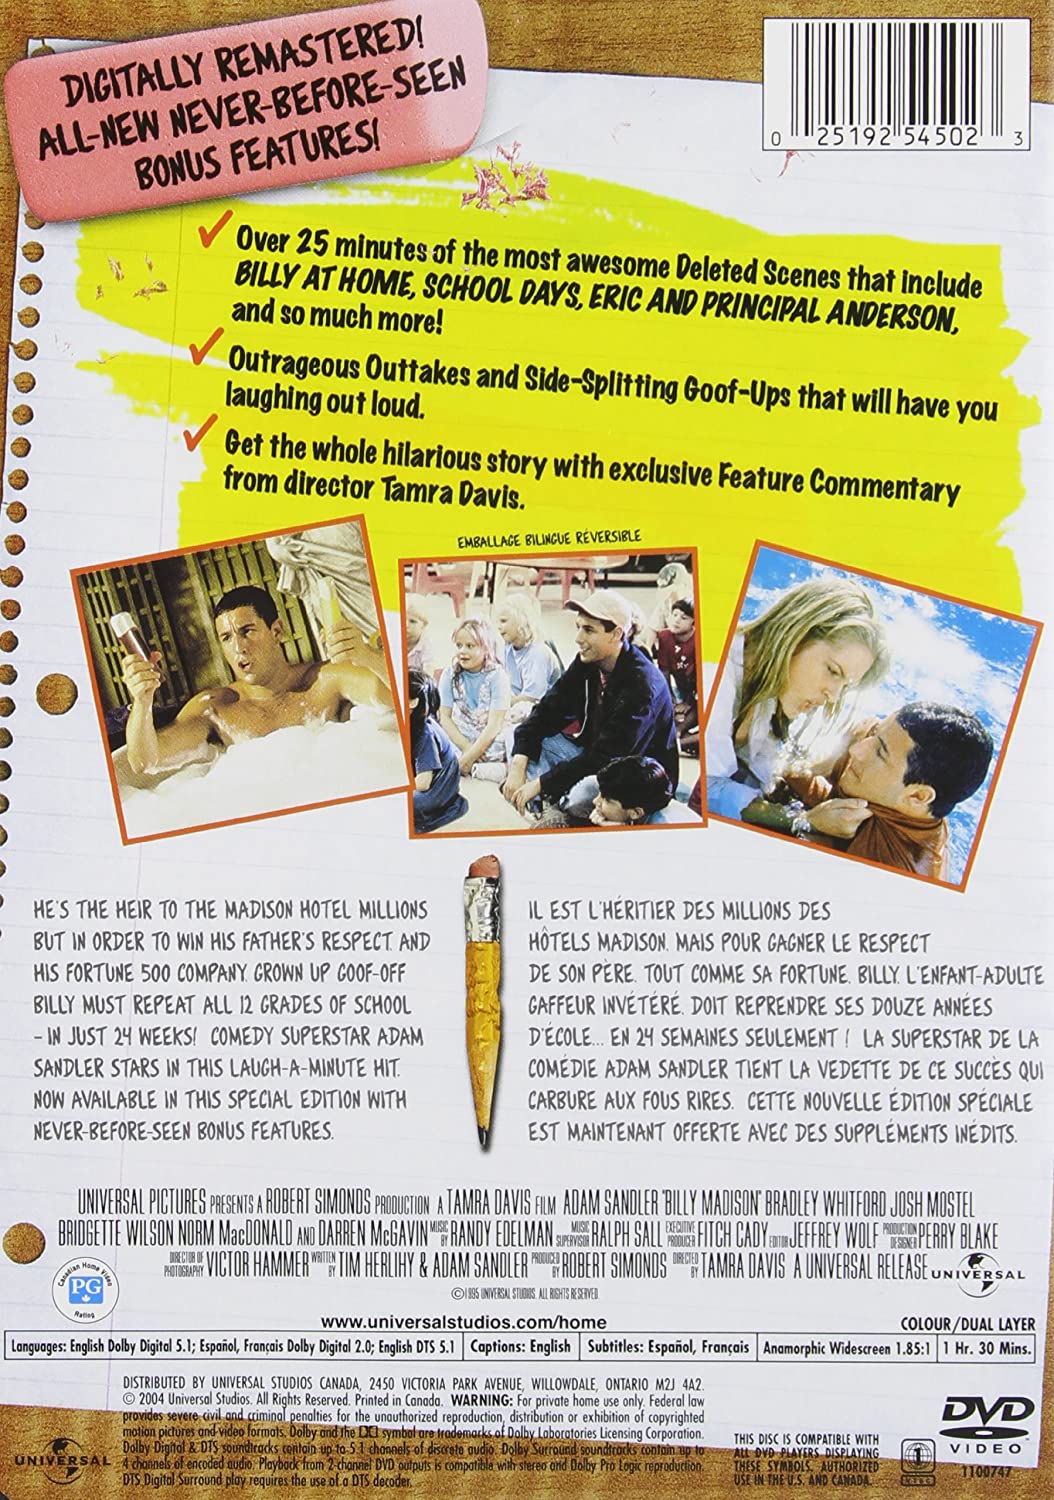 DIGITALLY REMASTERED!
ALL-NEW NEVER-BEFORE-SEEN
BONUS FEATURES!
0 25192 54502 3
Over 25 minutes of the most awesome Deleted Scenes that include
BILLY AT HOME, SCHOOL DAYS, ERIC AND PRINCIPAL ANDERSON,
and so much more!
Outrageous Outtakes and Side-Splitting Goof-Ups that will have you
laughing out loud.
Get the whole hilarious story with exclusive Feature Commentary
from director Tamra Davis.
EMBALLAGE BILINGUE RÉVERSIBLE
HE'S THE HEIR TO THE MADISON HOTEL MILLIONS
BUT IN ORDER TO WIN HIS FATHER'S RESPECT AND
HIS FORTUNE 500 COMPANY, GROWN UP GOOF-OFF
BILLY MUST REPEAT ALL 12 GRADES OF SCHOOL
– IN JUST 24 WEEKS! COMEDY SUPERSTAR ADAM
SANDLER STARS IN THIS LAUGH-A-MINUTE HIT,
NOW AVAILABLE IN THIS SPECIAL EDITION WITH
NEVER-BEFORE-SEEN BONUS FEATURES.
IL EST L'HÉRITIER DES MILLIONS DES
HÔTELS MADISON, MAIS POUR GAGNER LE RESPECT
DE SON PÈRE, TOUT COMME SA FORTUNE, BILLY, L'ENFANT-ADULTE
GAFFEUR INVÉTÉRÉ, DOIT REPRENDRE SES DOUZE ANNÉES
D'ÉCOLE... EN 24 SEMAINES SEULEMENT ! LA SUPERSTAR DE LA
COMÉDIE ADAM SANDLER TIENT LA VEDETTE DE CE SUCCÈS QUI
CARBURE AUX FOUS RIRES. CETTE NOUVELLE ÉDITION SPÉCIALE
EST MAINTENANT OFFERTE AVEC DES SUPPLÉMENTS INÉDITS.
UNIVERSAL PICTURES PRESENTS A ROBERT SIMONDS PRODUCTION A TAMRA DAVIS FILM ADAM SANDLER "BILLY MADISON" BRADLEY WHITFORD JOSH MOSTEL
BRIDGETTE WILSON NORM MacDONALD AND DARREN McGAVIN MUSIC BY RANDY EDELMAN MUSIC SUPERVISOR RALPH SALL EXECUTIVE PRODUCER FITCH CADY EDITOR JEFFREY WOLF PRODUCTION DESIGNER PERRY BLAKE
DIRECTOR OF PHOTOGRAPHY VICTOR HAMMER WRITTEN BY TIM HERLIHY & ADAM SANDLER PRODUCED BY ROBERT SIMONDS DIRECTED BY TAMRA DAVIS A UNIVERSAL RELEASE UNIVERSAL
Canadian Home Video
PG
Rating
©1995 UNIVERSAL STUDIOS. ALL RIGHTS RESERVED.
www.universalstudios.com/home
COLOUR/DUAL LAYER
Languages: English Dolby Digital 5.1; Español, Français Dolby Digital 2.0; English DTS 5.1 Captions: English Subtitles: Español, Français Anamorphic Widescreen 1.85:1 1 Hr. 30 Mins.
DISTRIBUTED BY UNIVERSAL STUDIOS CANADA, 2450 VICTORIA PARK AVENUE, WILLOWDALE, ONTARIO M2J 4A2.
© 2004 Universal Studios. All Rights Reserved. Printed in Canada. WARNING: For private home use only. Federal law
provides severe civil and criminal penalties for the unauthorized reproduction, distribution or exhibition of copyrighted
motion pictures and video formats. Dolby and the symbol are trademarks of Dolby Laboratories Licensing Corporation.
Dolby Digital & DTS soundtracks contain up to 5.1 channels of discrete audio. Dolby Surround soundtracks contain up to
4 channels of encoded audio. Playback from 2-channel DVD outputs is compatible with stereo and Dolby Pro Logic reproduction.
DTS Digital Surround play requires the use of a DTS decoder.
UNIVERSAL
THIS DISC IS COMPATIBLE WITH
ALL DVD PLAYERS DISPLAYING
THESE SYMBOLS. AUTHORIZED
USE IN THE U.S. AND CANADA.
1
NTSC
DVD
VIDEO
1100747